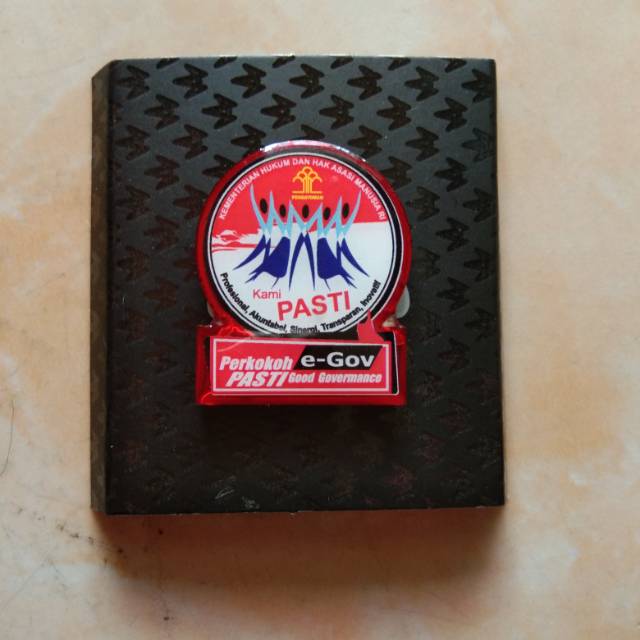 KEMENTERIAN HUKUM DAN HAK ASASI MANUSIA RI
PENGAYOMAN
Kami
PASTI
Profesional, Akuntabel, Sinergi, Transparan, Inovatif
Perkokoh e-Gov
PASTI Good Govermance